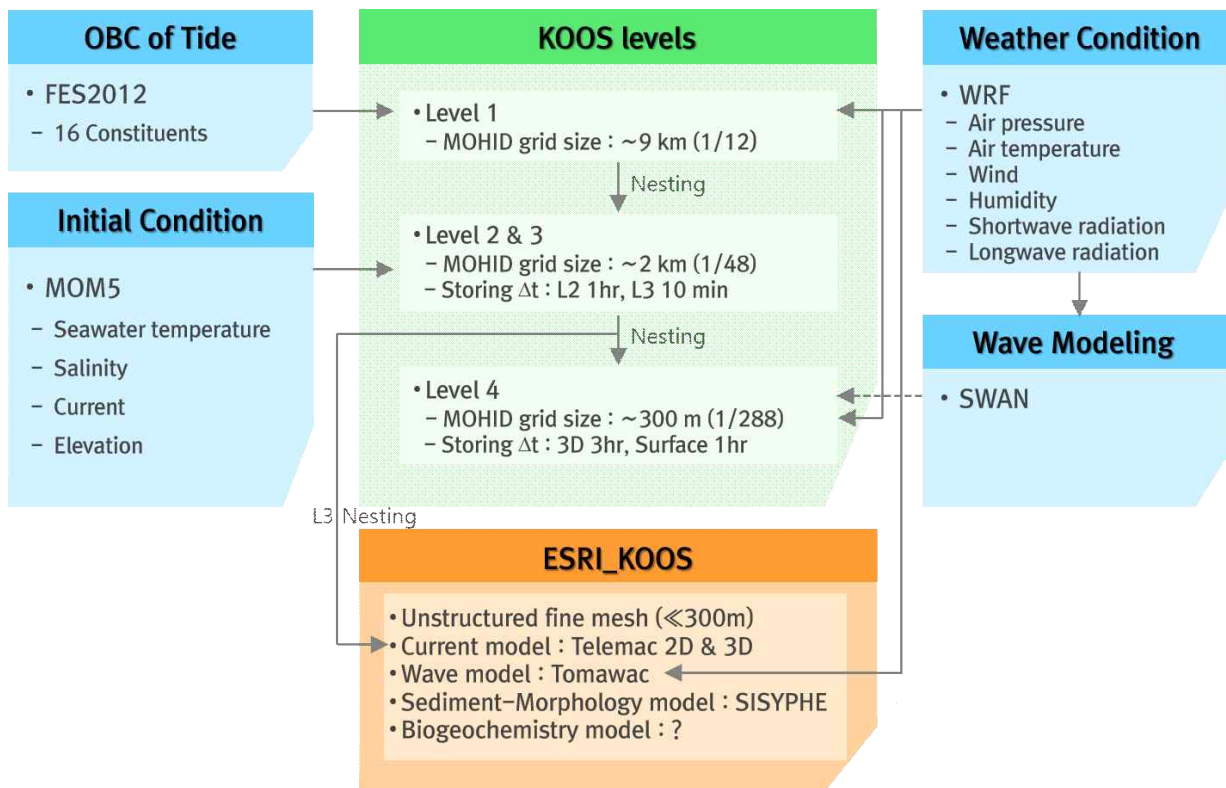 OBC of Tide
• FES2012
– 16 Constituents
Initial Condition
• MOM5
– Seawater temperature
– Salinity
– Current
– Elevation
KOOS levels
• Level 1
– MOHID grid size : ~9 km (1/12)
Nesting
• Level 2 & 3
– MOHID grid size : ~2 km (1/48)
– Storing Δt : L2 1hr, L3 10 min
Nesting
• Level 4
– MOHID grid size : ~300 m (1/288)
– Storing Δt : 3D 3hr, Surface 1hr
L3 Nesting
ESRI_KOOS
• Unstructured fine mesh (≪300m)
• Current model : Telemac 2D & 3D
• Wave model : Tomawac
• Sediment–Morphology model : SISYPHE
• Biogeochemistry model : ?
Weather Condition
• WRF
– Air pressure
– Air temperature
– Wind
– Humidity
– Shortwave radiation
– Longwave radiation
Wave Modeling
• SWAN